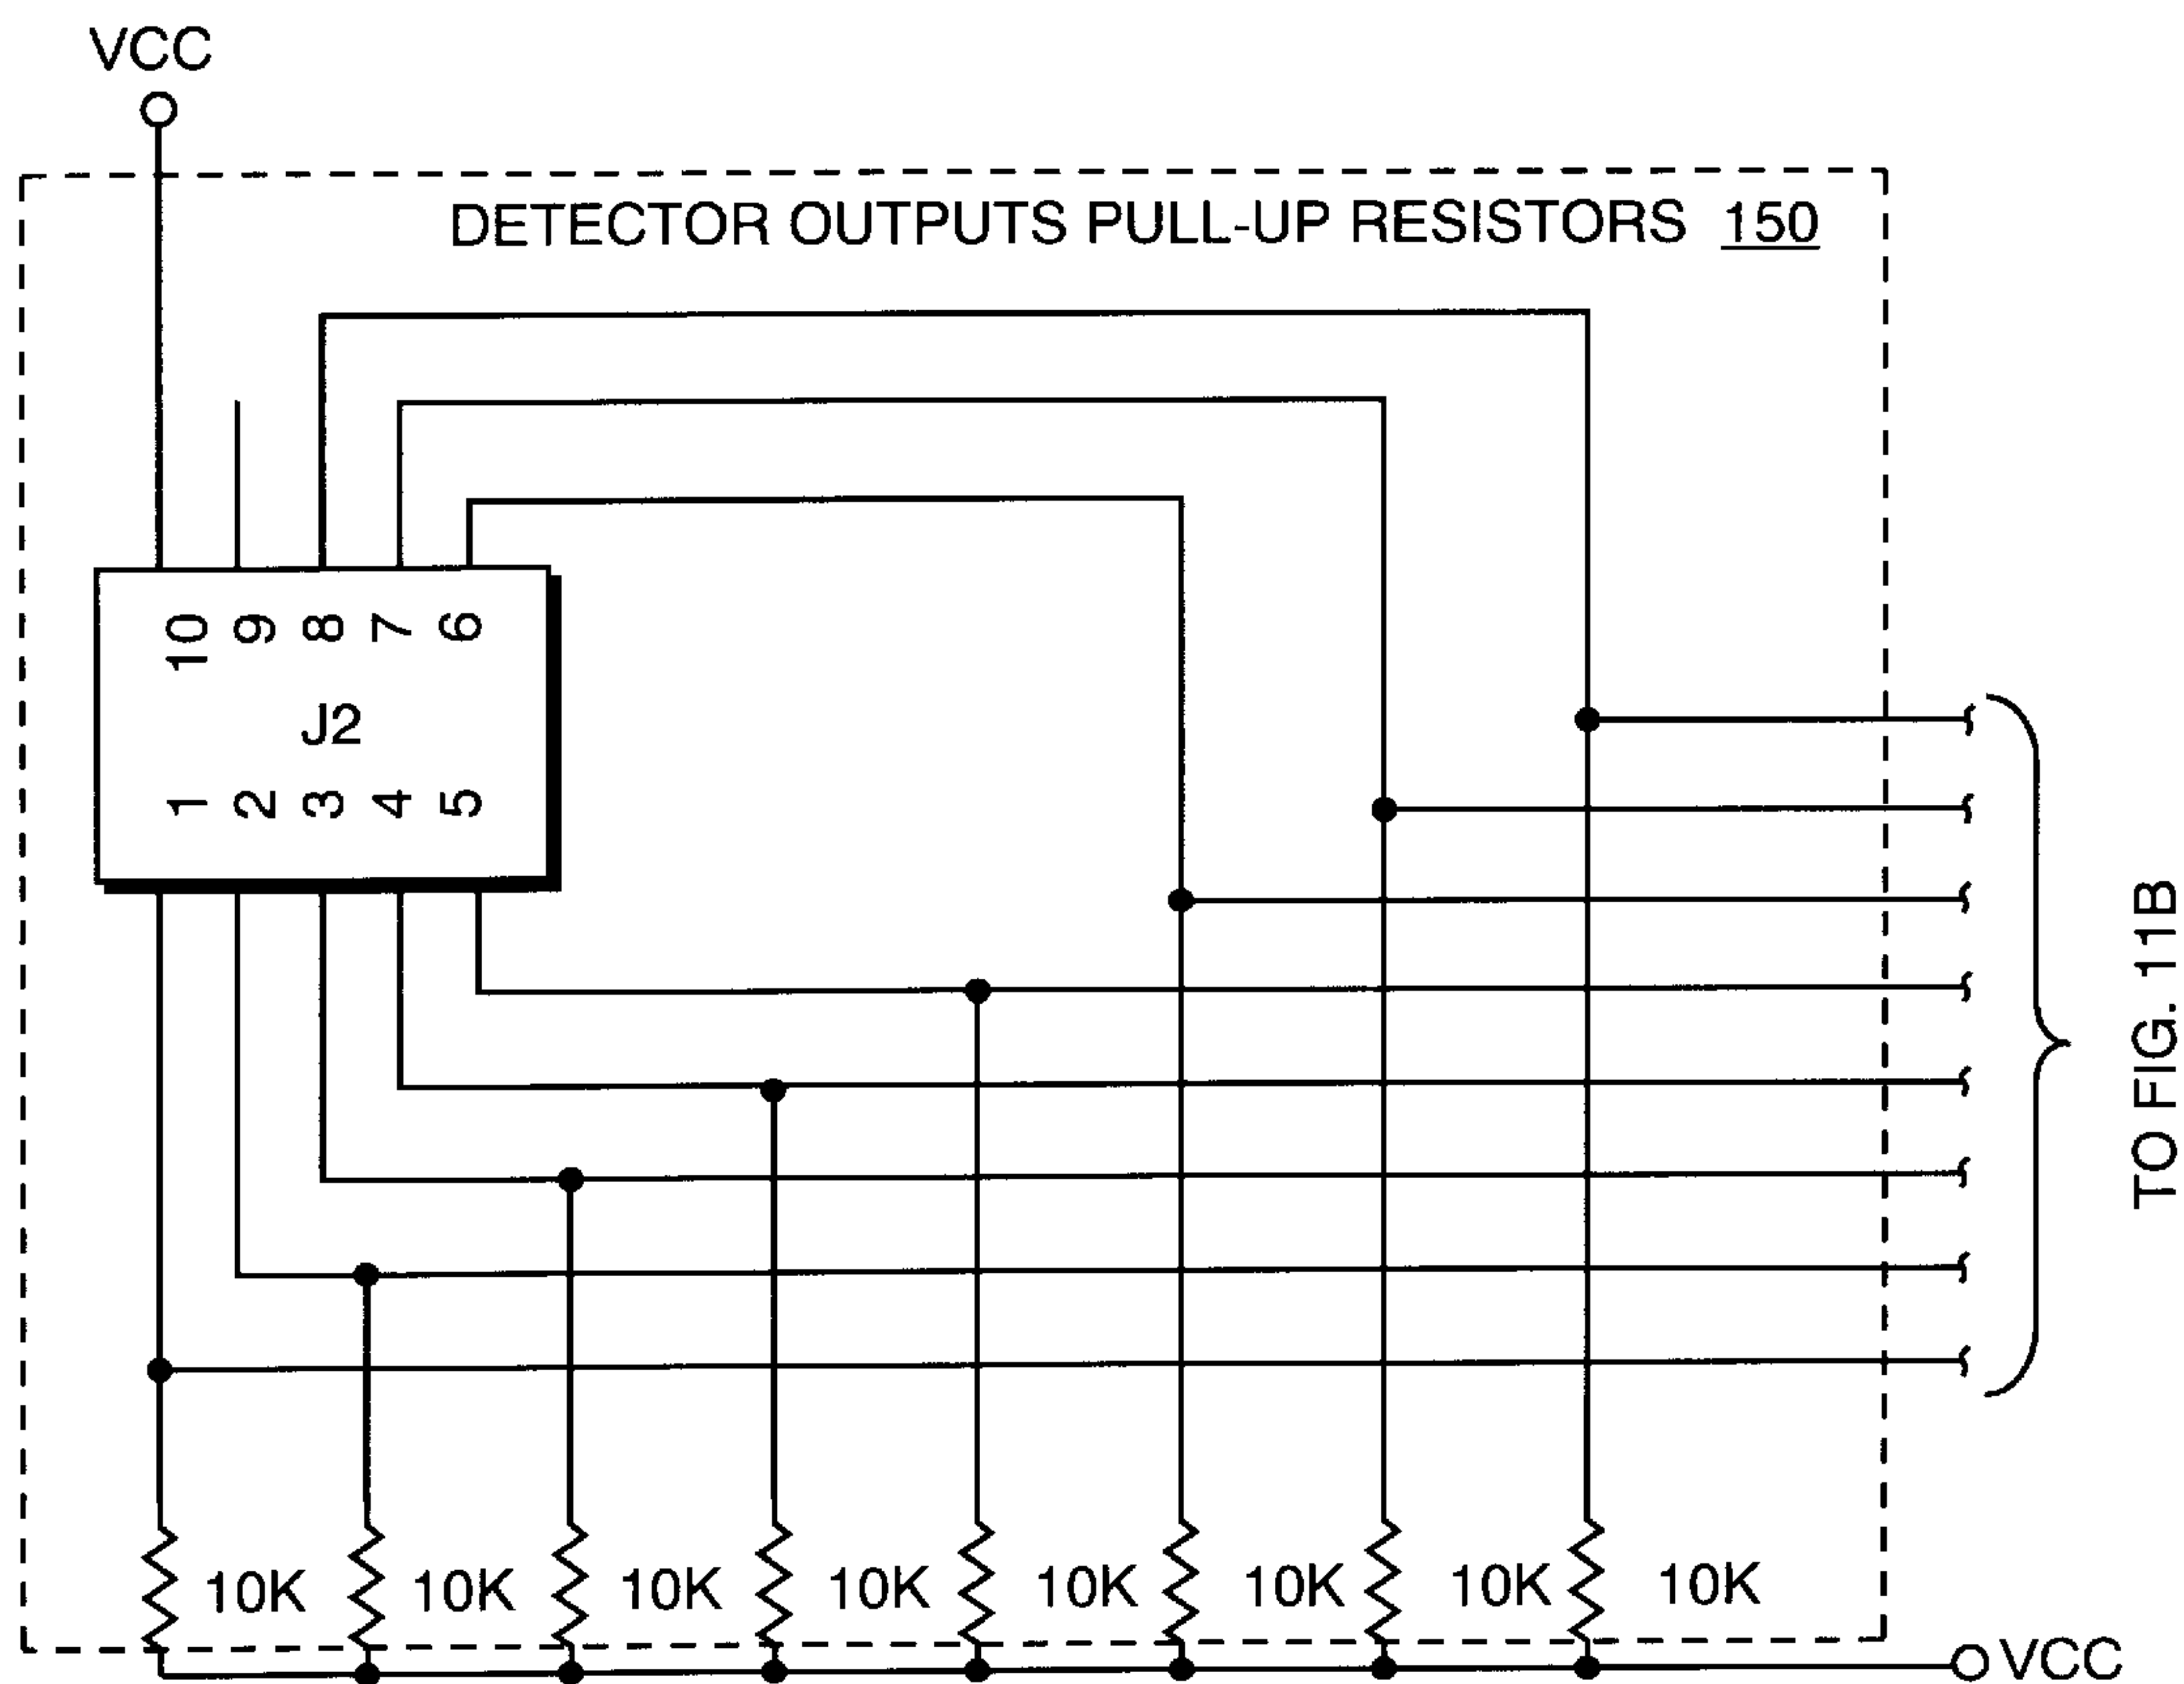 VCC
DETECTOR OUTPUTS PULL-UP RESISTORS 150
10 9 8 7 6
J2
1 2 3 4 5
TO FIG. 11B
10K 10K 10K 10K 10K 10K 10K 10K
VCC